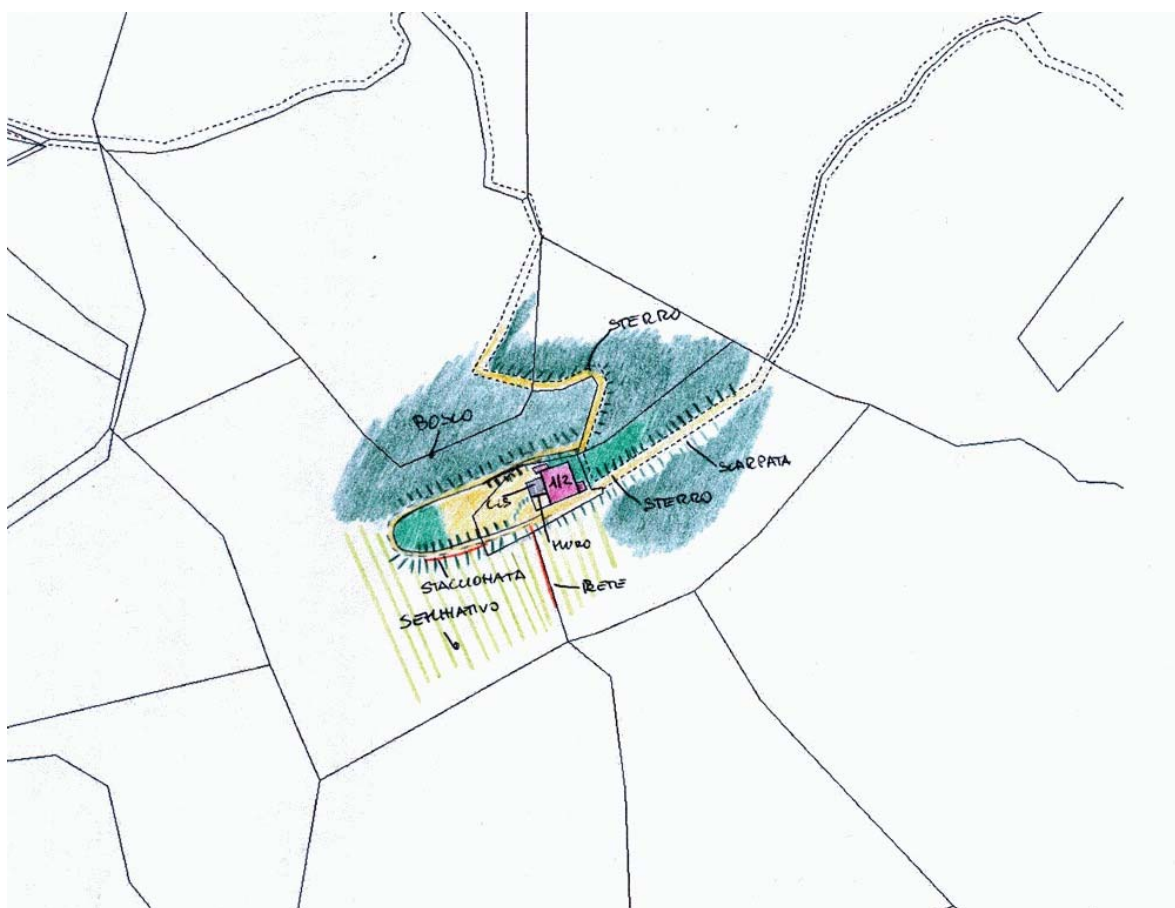 STERRO
BOSCO
SCARPATA
1/2
STERRO
MURO
STACCIONATA
RETE
SEMINATIVO